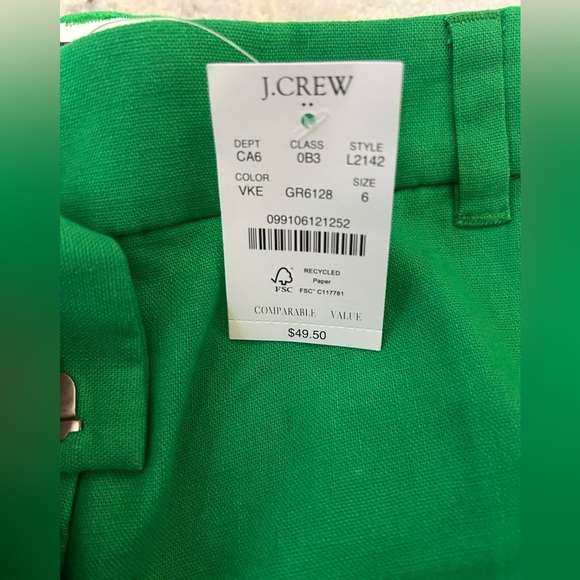 J.CREW
DEPT CLASS STYLE
CA6 0B3 L2142
COLOR SIZE
VKE GR6128 6
099106121252
RECYCLED
Paper
FSC FSC™ C117781
COMPARABLE VALUE
$49.50